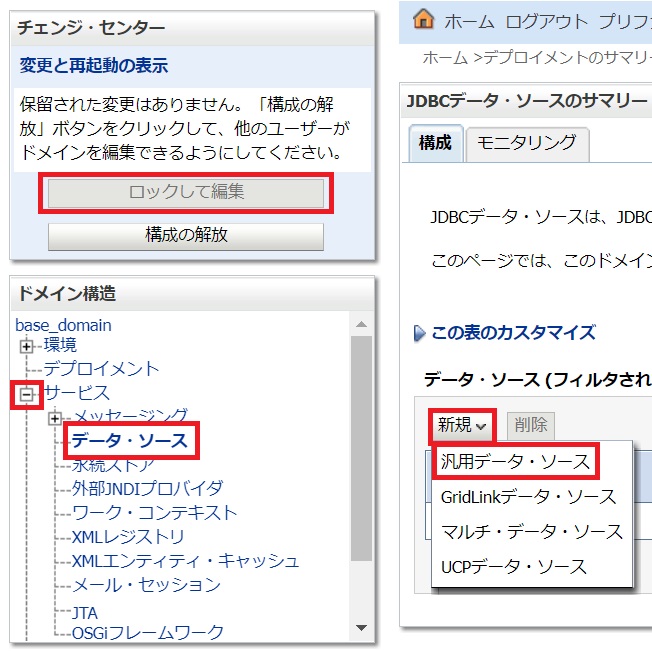 チェンジ・センター
変更と再起動の表示
保留された変更はありません。「構成の解
放」ボタンをクリックして、他のユーザーが
ドメインを編集できるようにしてください。
ロックして編集
構成の解放
ドメイン構造
base_domain
環境
デプロイメント
サービス
メッセージング
データ・ソース
永続ストア
外部JNDIプロバイダ
ワーク・コンテキスト
XMLレジストリ
XMLエンティティ・キャッシュ
メール・セッション
JTA
OSGiフレームワーク
ホーム ログアウト プリファ
ホーム >デプロイメントのサマリー
JDBCデータ・ソースのサマリー
構成 モニタリング
JDBCデータ・ソースは、JDBC
このページでは、このドメイン
この表のカスタマイズ
データ・ソース (フィルタされ
新規 削除
汎用データ・ソース
GridLinkデータ・ソース
マルチ・データ・ソース
UCPデータ・ソース